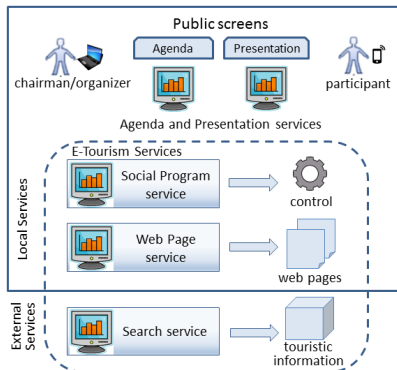 Public screens
Agenda
Presentation
chairman/organizer
participant
Agenda and Presentation services
Local Services
E-Tourism Services
Social Program
service
control
Web Page
service
web pages
External
Services
Search service
touristic
information